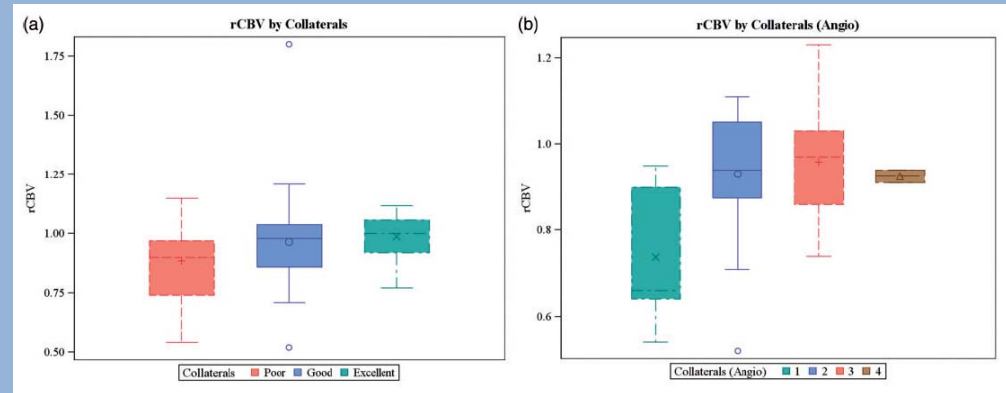 (a)
rCBV by Collaterals
1.75
1.50
1.25
1.00
0.75
0.50
rCBV
Collaterals Poor Good Excellent
(b)
rCBV by Collaterals (Angio)
1.2
1.0
0.8
0.6
rCBV
Collaterals (Angio) 1 2 3 4